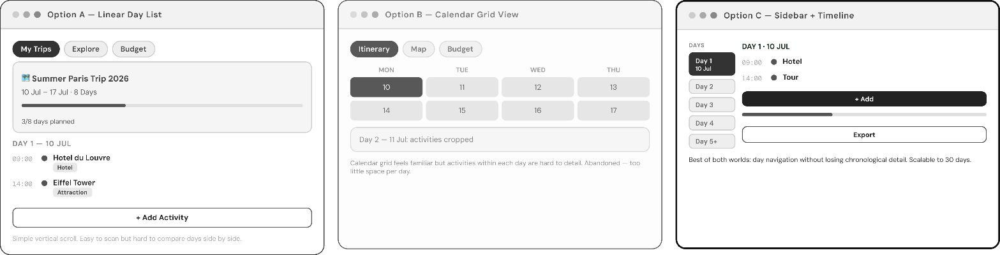 Option A — Linear Day List
My Trips
Explore
Budget
Summer Paris Trip 2026
10 Jul – 17 Jul · 8 Days
3/8 days planned
DAY 1 — 10 JUL
09:00
Hotel du Louvre
Hotel
14:00
Eiffel Tower
Attraction
+ Add Activity
Simple vertical scroll. Easy to scan but hard to compare days side by side.
Option B — Calendar Grid View
Itinerary
Map
Budget
MON TUE WED THU
10 11 12 13
14 15 16 17
Day 2 — 11 Jul: activities cropped
Calendar grid feels familiar but activities within each day are hard to detail. Abandoned — too
little space per day.
Option C — Sidebar + Timeline
DAYS
Day 1
10 Jul
Day 2
Day 3
Day 4
Day 5+
DAY 1 · 10 JUL
09:00 Hotel
14:00 Tour
+ Add
Export
Best of both worlds: day navigation without losing chronological detail. Scalable to 30 days.